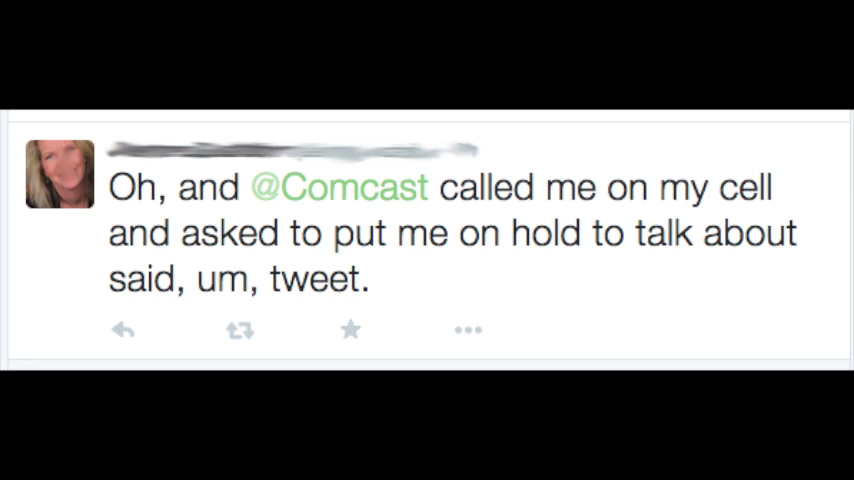 Oh, and @Comcast called me on my cell
and asked to put me on hold to talk about
said, um, tweet.